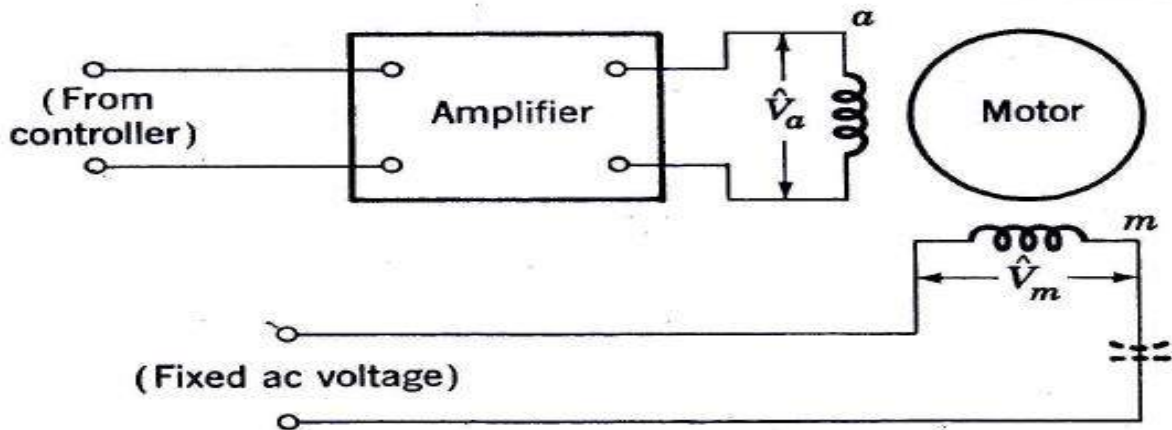 a
(From
controller)
Amplifier
V̂a
Motor
m
V̂m
(Fixed ac voltage)